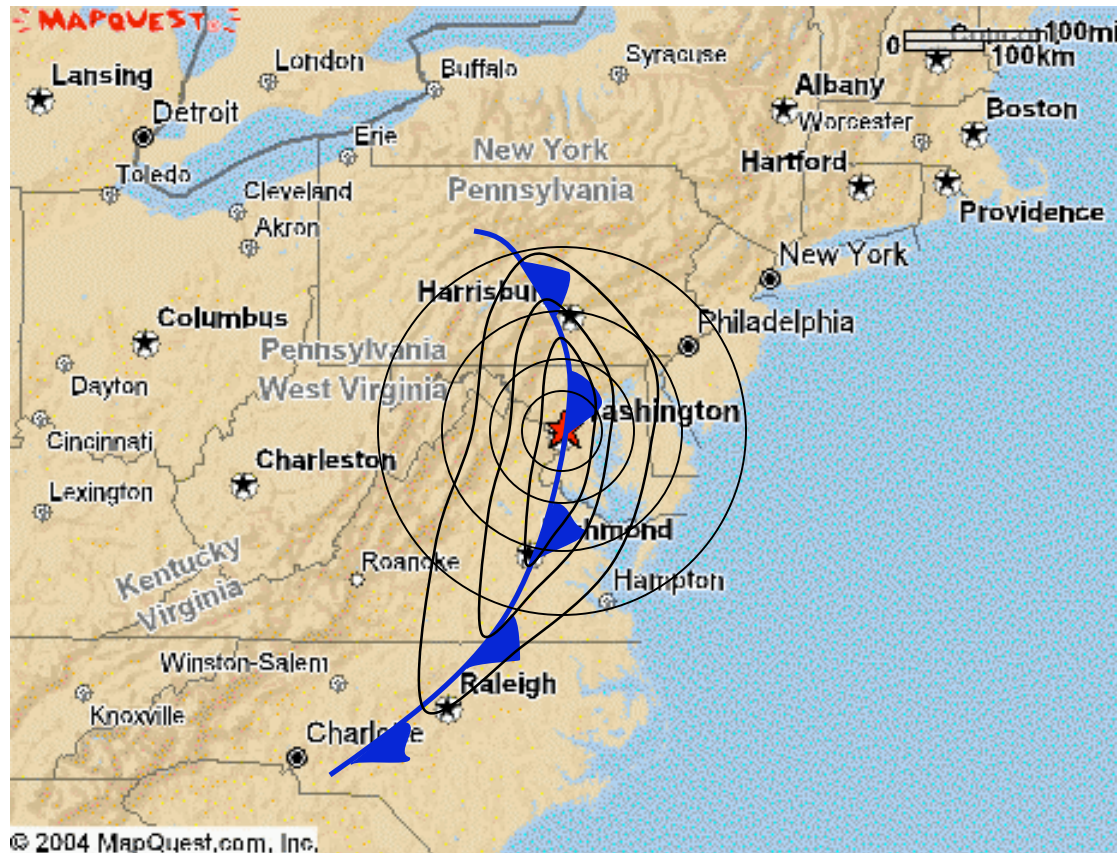 MAPQUEST
100mi
0
100km
London
Buffalo
Syracuse
Lansing
Albany
Boston
Detroit
Worcester
Erie
New York
Hartford
Toledo
Pennsylvania
Cleveland
Providence
Akron
New York
Harrisbu
Columbus
Philadelphia
Pennsylvania
Dayton
West Virginia
ashington
Cincinnati
Charleston
Lexington
hmond
Roanoke
Kentucky
Hampton
Virginia
Winston-Salem
Raleigh
Knoxville
Charlo e
© 2004 MapQuest.com, Inc.